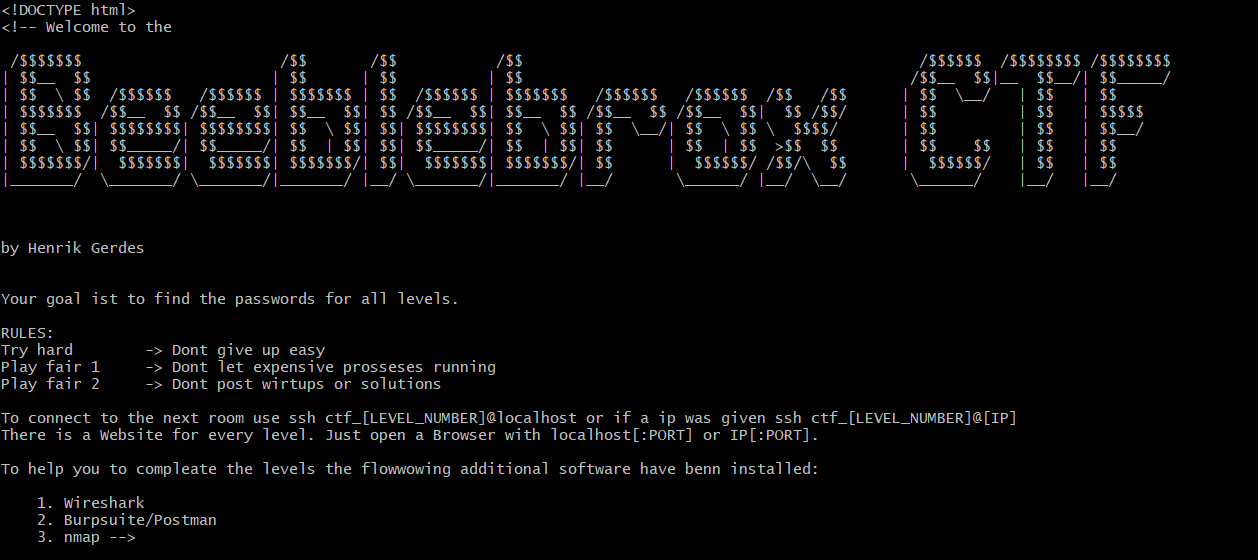 <!DOCTYPE html>
<!-- Welcome to the
Beeblebrox CTF
by Henrik Gerdes
Your goal ist to find the passwords for all levels.
RULES:
Try hard -> Dont give up easy
Play fair 1 -> Dont let expensive prosseses running
Play fair 2 -> Dont post wirtups or solutions
To connect to the next room use ssh ctf_[LEVEL_NUMBER]@localhost or if a ip was given ssh ctf_[LEVEL_NUMBER]@[IP]
There is a Website for every level. Just open a Browser with localhost[:PORT] or IP[:PORT].
To help you to compleate the levels the flowwowing additional software have benn installed:
1. Wireshark
2. Burpsuite/Postman
3. nmap -->